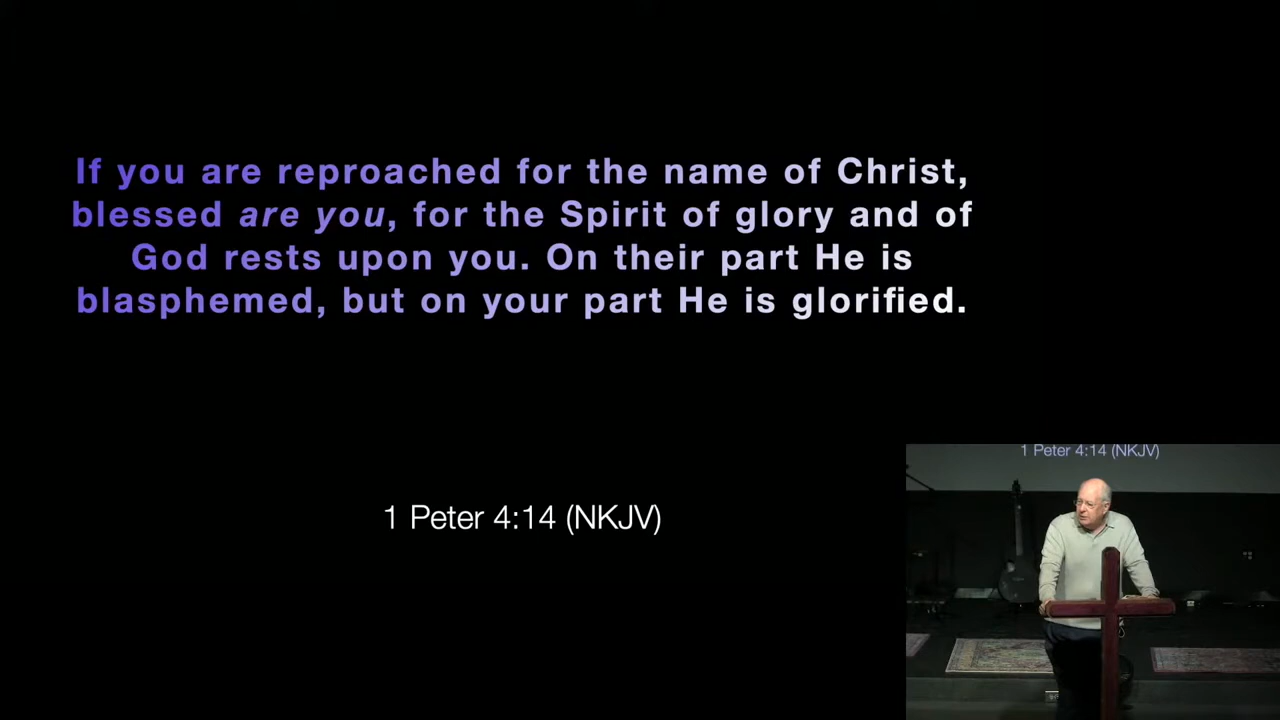 If you are reproached for the name of Christ,
blessed are you, for the Spirit of glory and of
God rests upon you. On their part He is
blasphemed, but on your part He is glorified.
1 Peter 4:14 (NKJV)
1 Peter 4:14 (NKJV)